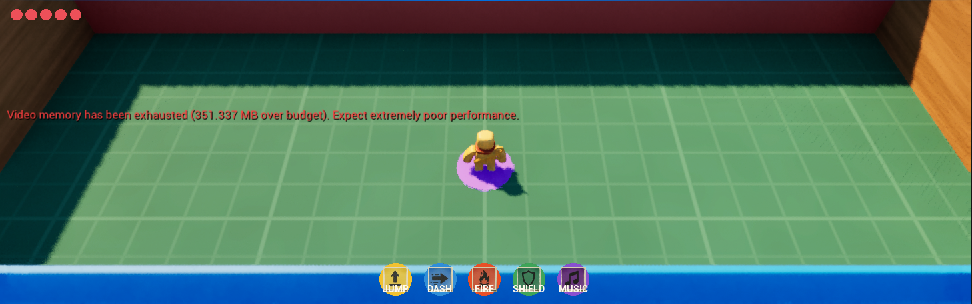 Video memory has been exhausted (351.337 MB over budget). Expect extremely poor performance.
JUMP DASH FIRE SHIELD MUSIC